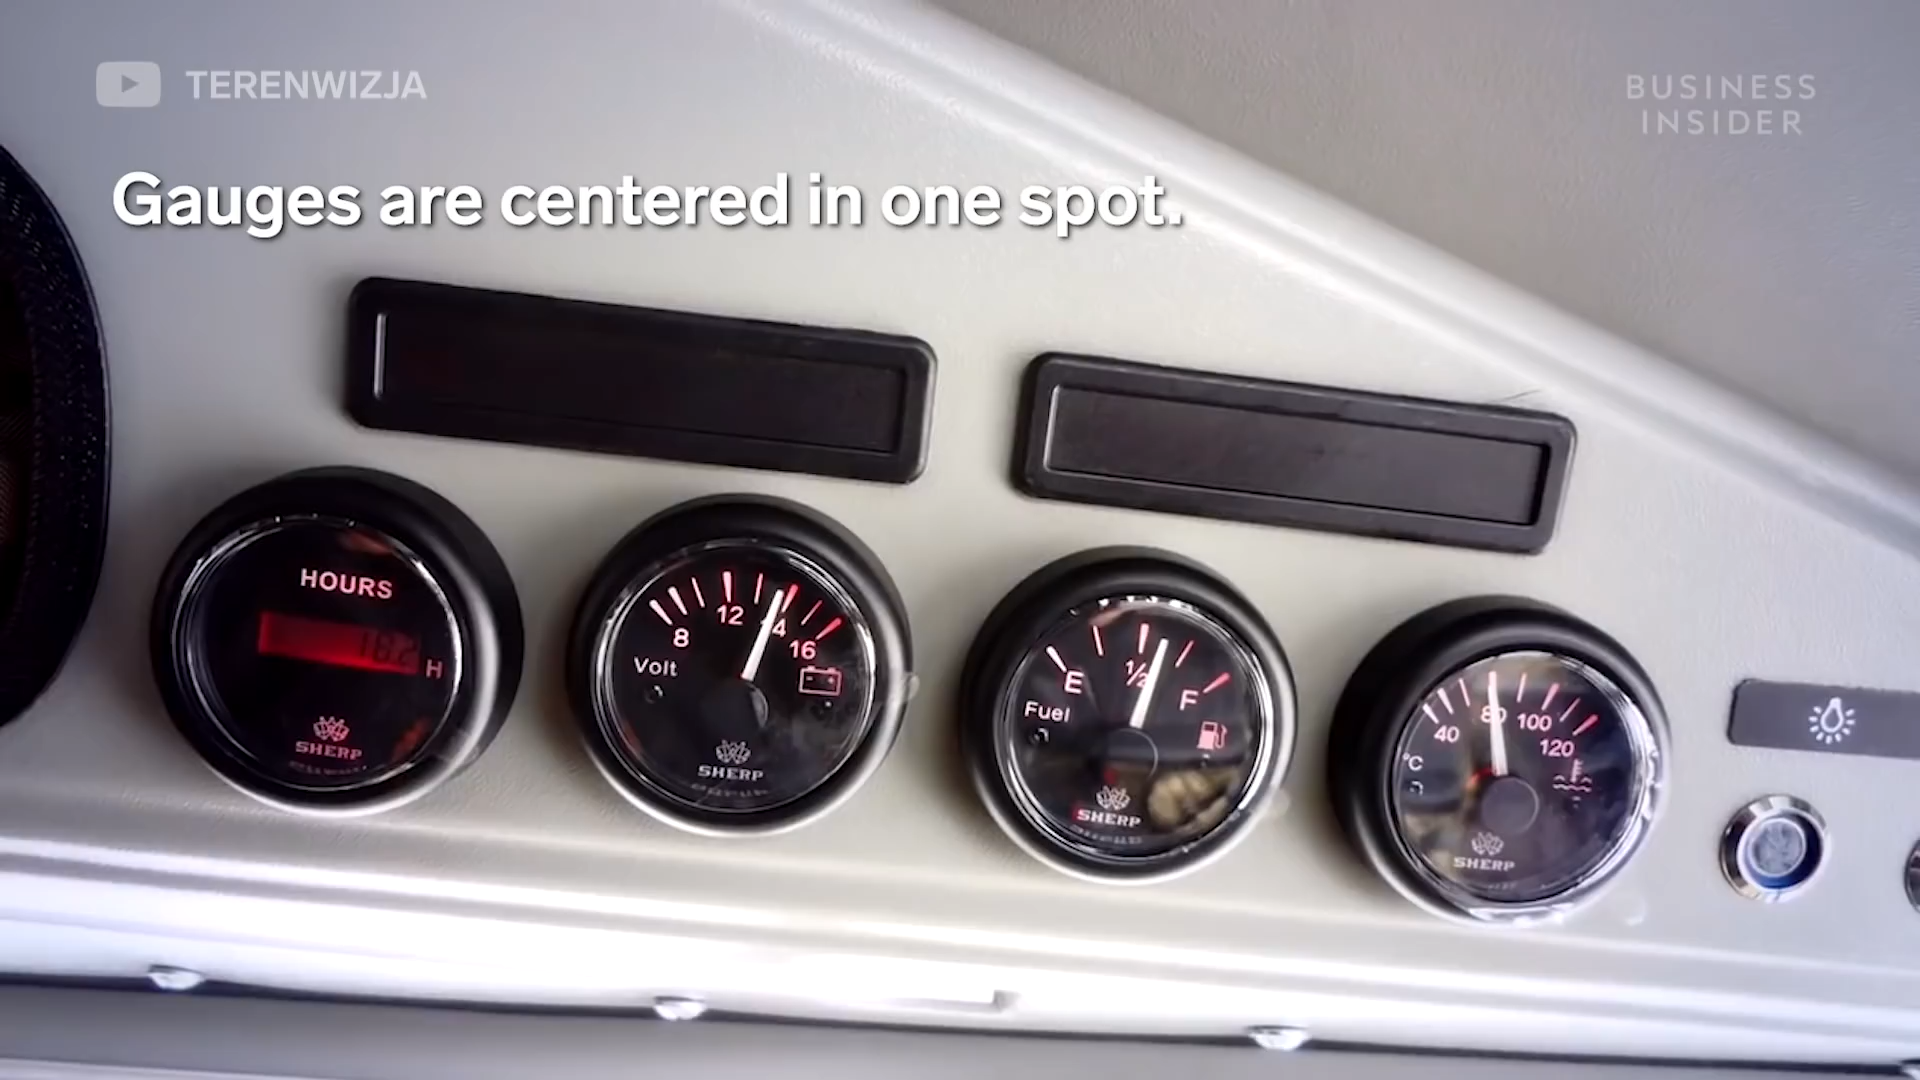 TERENWIZJA
BUSINESS
INSIDER
Gauges are centered in one spot.
HOURS
H
SHERP
8
12
14
16
Volt
SHERP
E
1/2
F
Fuel
SHERP
40
80
100
120
°C
SHERP